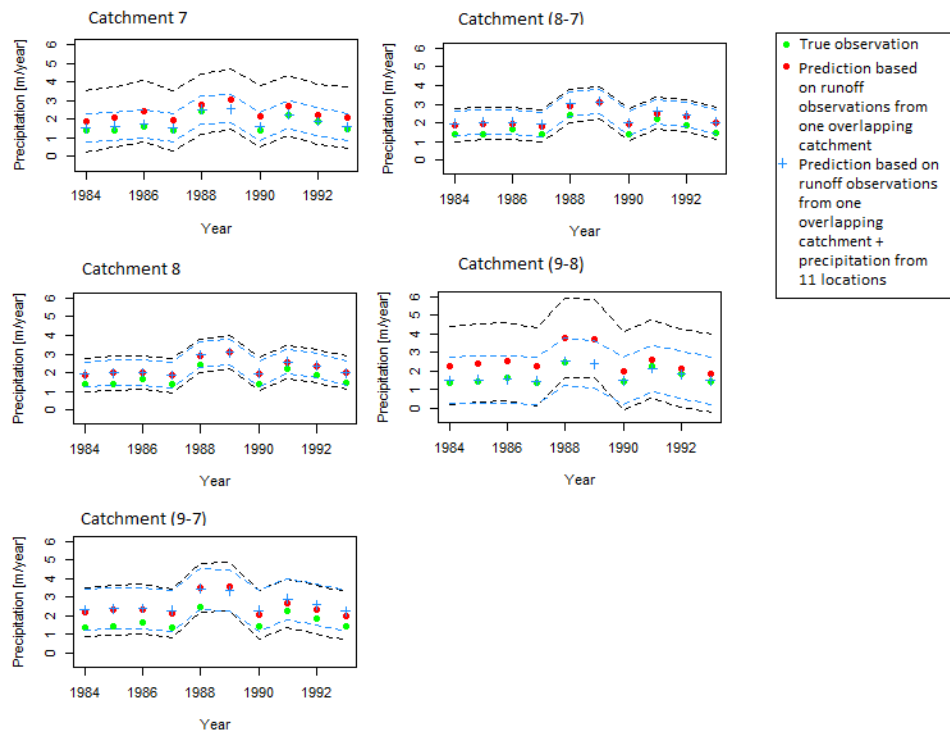 Catchment 7
Precipitation [m/year]
6
5
4
3
2
1
0
1984 1986 1988 1990 1992
Year
Catchment (8-7)
Precipitation [m/year]
6
5
4
3
2
1
0
1984 1986 1988 1990 1992
Year
True observation
Prediction based
on runoff
observations from
one overlapping
catchment
Prediction based on
runoff observations
from one
overlapping
catchment +
precipitation from
11 locations
Catchment 8
Precipitation [m/year]
6
5
4
3
2
1
0
1984 1986 1988 1990 1992
Year
Catchment (9-8)
Precipitation [m/year]
6
5
4
3
2
1
0
1984 1986 1988 1990 1992
Year
Catchment (9-7)
Precipitation [m/year]
6
5
4
3
2
1
0
1984 1986 1988 1990 1992
Year